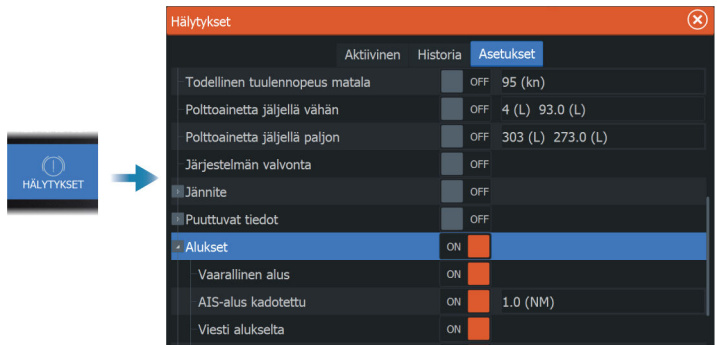 Hälytykset
Aktiivinen Historia Asetukset
Todellinen tuulennopeus matala OFF 95 (kn)
Polttoainetta jäljellä vähän OFF 4 (L) 93.0 (L)
Polttoainetta jäljellä paljon OFF 303 (L) 273.0 (L)
Järjestelmän valvonta OFF
Jännite OFF
Puuttuvat tiedot OFF
Alukset ON
Vaarallinen alus ON
AIS-alus kadotettu ON 1.0 (NM)
Viesti alukselta ON
HÄLYTYKSET